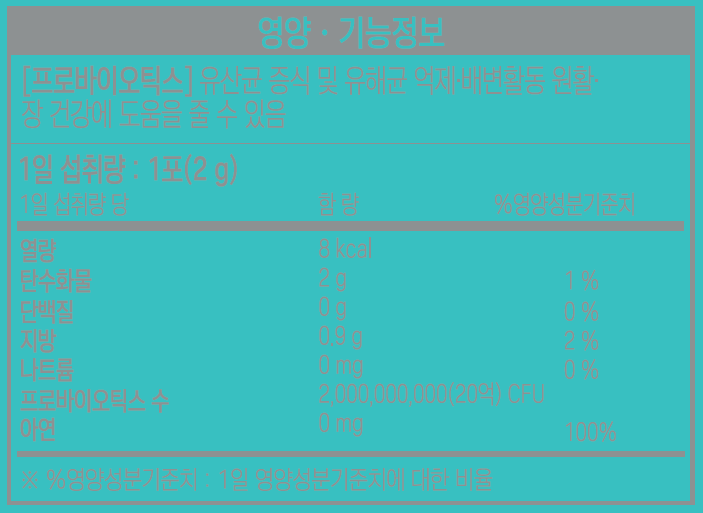 영양 · 기능정보
[프로바이오틱스] 유산균 증식 및 유해균 억제·배변활동 원활·
장 건강에 도움을 줄 수 있음
1일 섭취량 : 1포(2 g)
1일 섭취량 당 함 량 %영양성분기준치
열량 8 kcal
탄수화물 2 g 1 %
단백질 0 g 0 %
지방 0.9 g 2 %
나트륨 0 mg 0 %
프로바이오틱스 수 2,000,000,000(20억) CFU
아연 0 mg 100%
※ %영양성분기준치 : 1일 영양성분기준치에 대한 비율